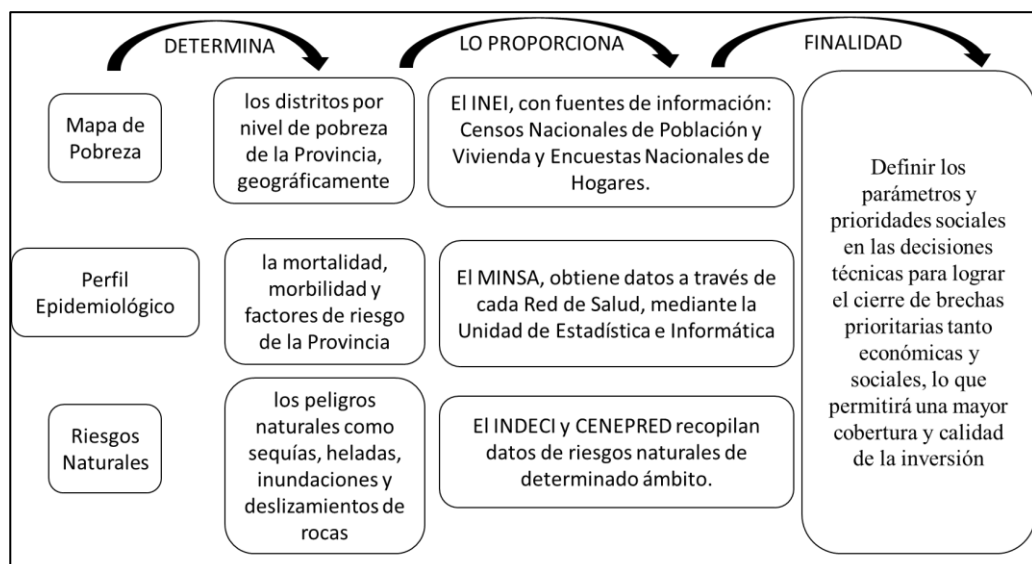 DETERMINA
LO PROPORCIONA
FINALIDAD
Mapa de
Pobreza
los distritos por
nivel de pobreza
de la Provincia,
geográficamente
El INEI, con fuentes de información:
Censos Nacionales de Población y
Vivienda y Encuestas Nacionales de
Hogares.
Perfil
Epidemiológico
la mortalidad,
morbilidad y
factores de riesgo
de la Provincia
El MINSA, obtiene datos a través de
cada Red de Salud, mediante la
Unidad de Estadística e Informática
Riesgos
Naturales
los peligros
naturales como
sequías, heladas,
inundaciones y
deslizamientos de
rocas
El INDECI y CENEPRED recopilan
datos de riesgos naturales de
determinado ámbito.
Definir los
parámetros y
prioridades sociales
en las decisiones
técnicas para lograr
el cierre de brechas
prioritarias tanto
económicas y
sociales, lo que
permitirá una mayor
cobertura y calidad
de la inversión